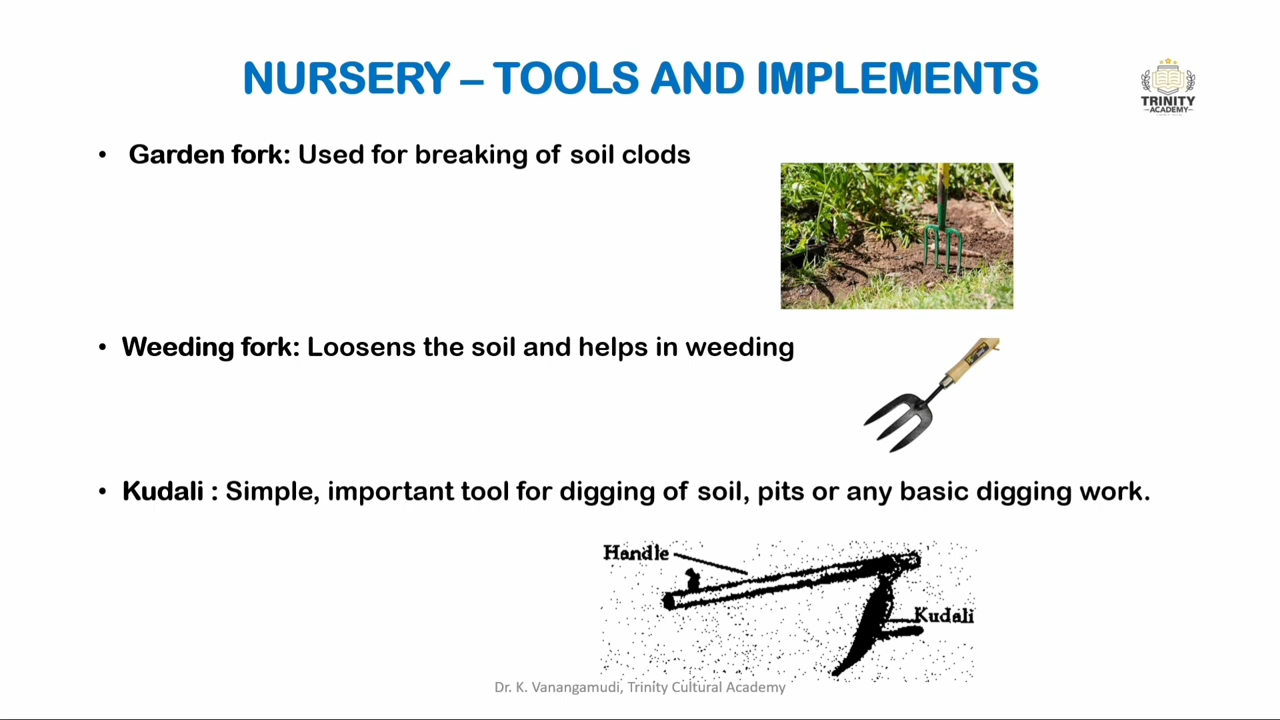 NURSERY – TOOLS AND IMPLEMENTS
TRINITY
ACADEMY
• Garden fork: Used for breaking of soil clods
• Weeding fork: Loosens the soil and helps in weeding
• Kudali : Simple, important tool for digging of soil, pits or any basic digging work.
Handle
Kudali
Dr. K. Vanangamudi, Trinity Cultural Academy